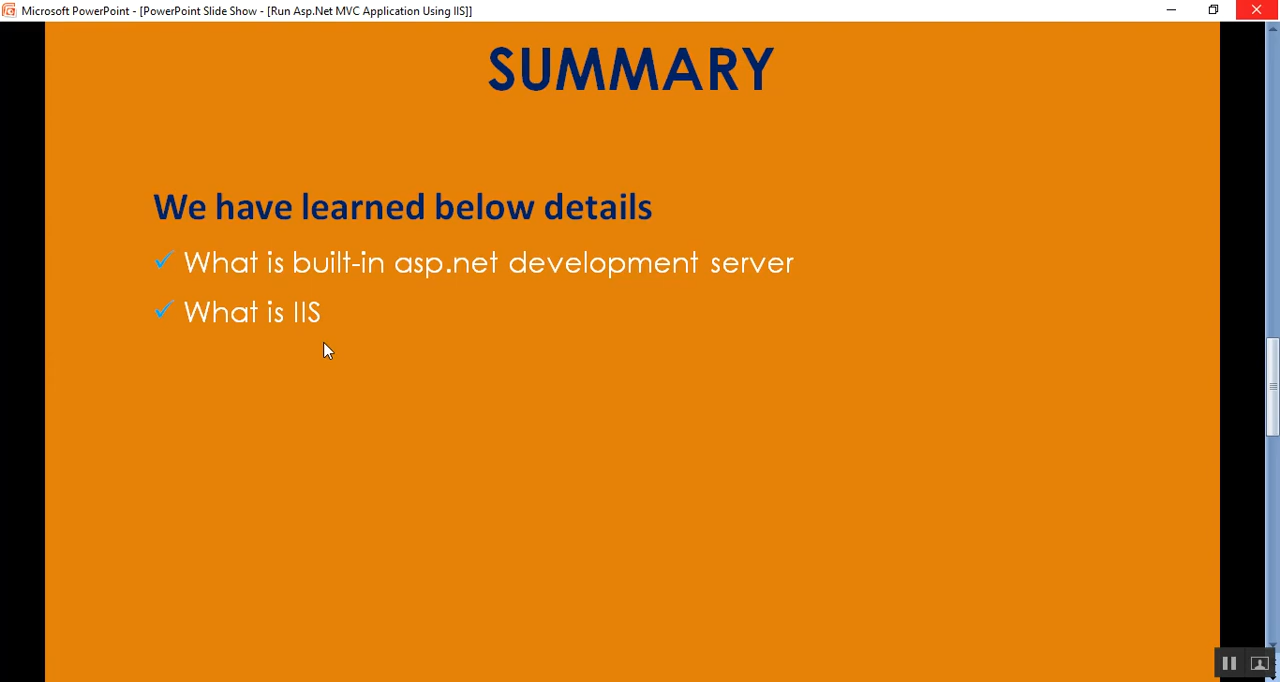 Microsoft PowerPoint - [PowerPoint Slide Show - [Run Asp.Net MVC Application Using IIS]]
SUMMARY
We have learned below details
What is built-in asp.net development server
What is IIS